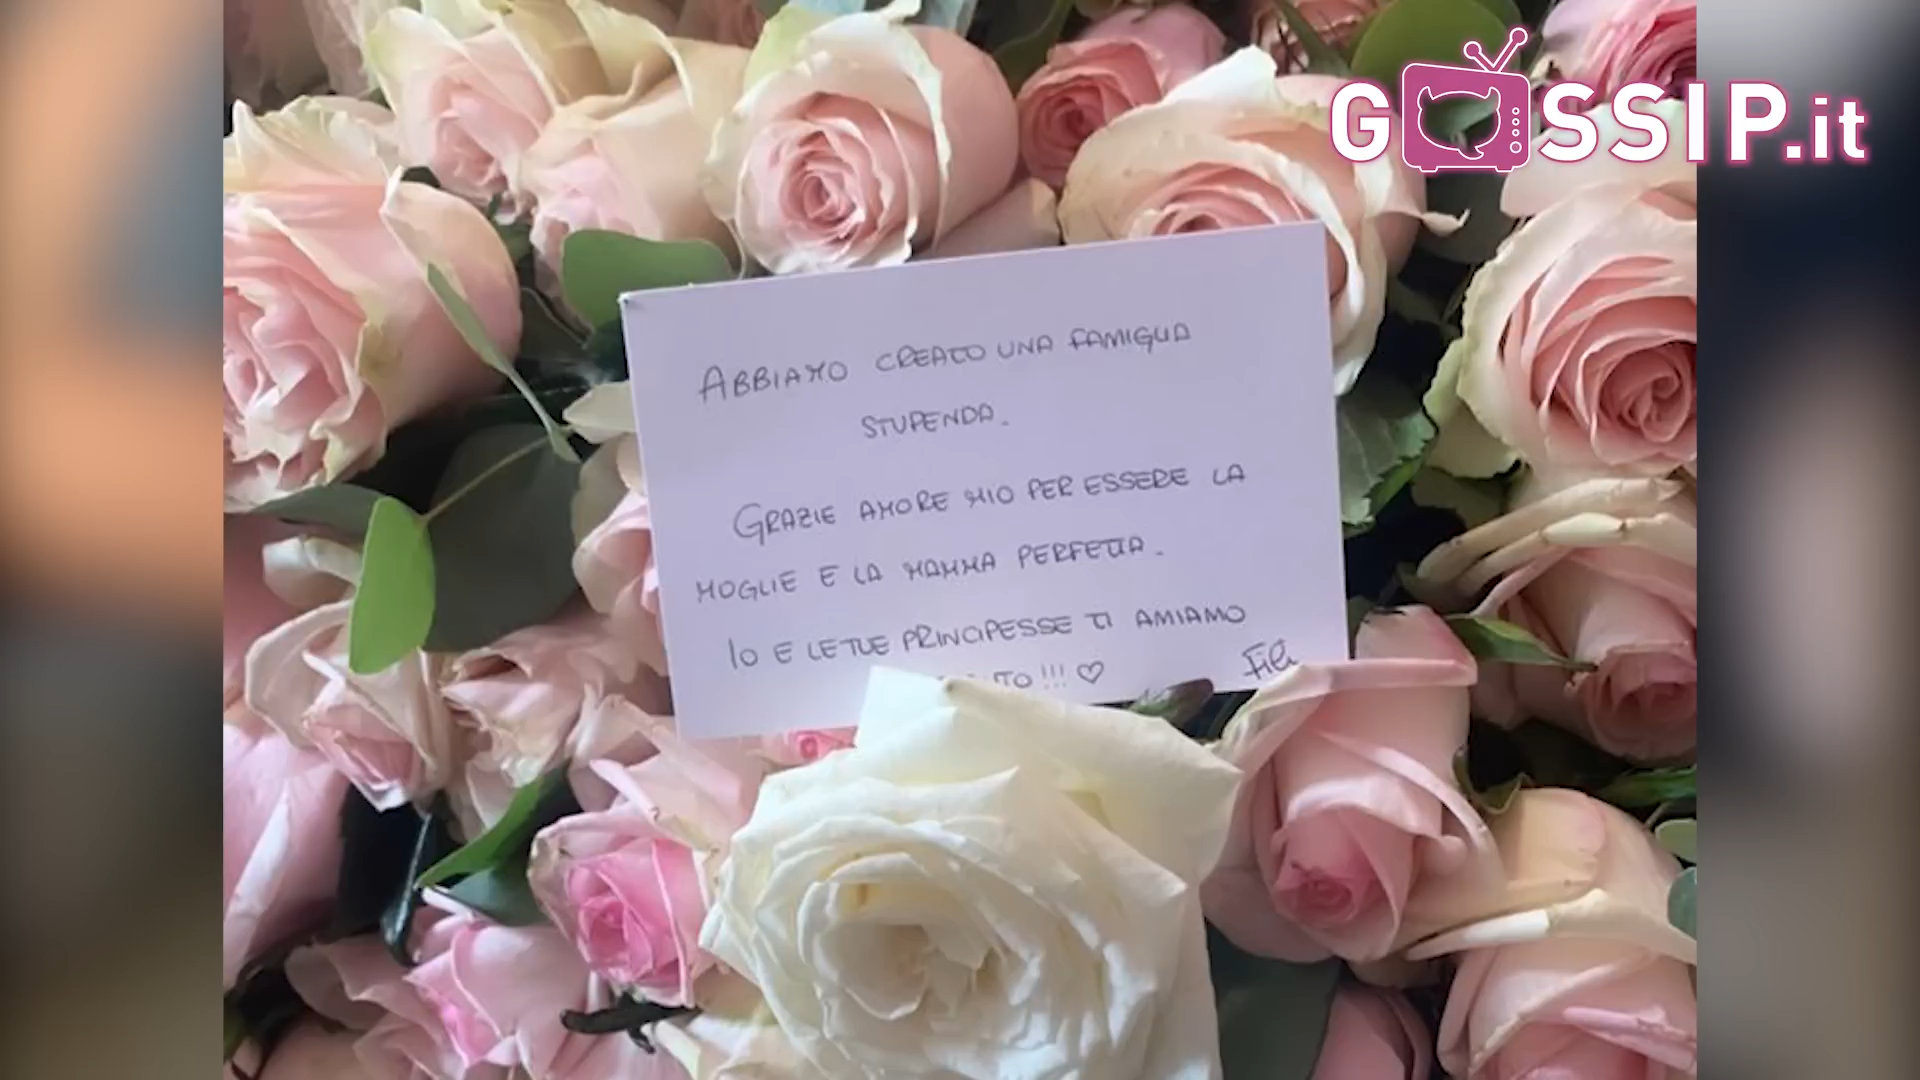 GOSSIP.it
ABBIAMO CREATO UNA FAMIGLIA
STUPENDA.
GRAZIE AMORE MIO PER ESSERE LA
MOGLIE E LA MAMMA PERFETTA.
IO E LE TUE PRINCIPESSE TI AMIAMO
TO!!! ♡